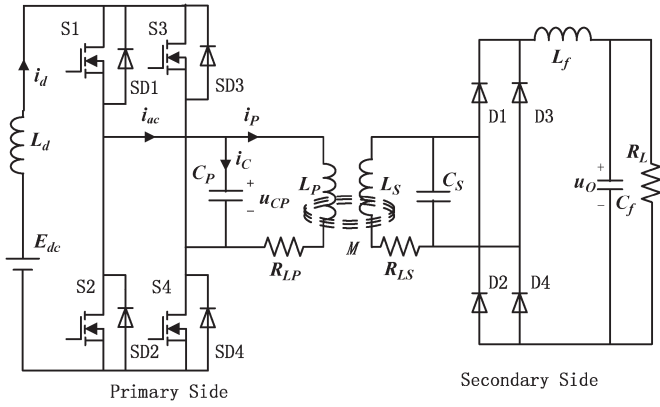 S1
S3
SD1
SD3
i_d
i_ac
i_P
i_C
L_d
C_P
+
u_CP
−
L_P
L_S
C_S
M
R_LP
R_LS
E_dc
S2
S4
SD2
SD4
Primary Side
L_f
D1
D3
R_L
+
u_O
−
C_f
D2
D4
Secondary Side